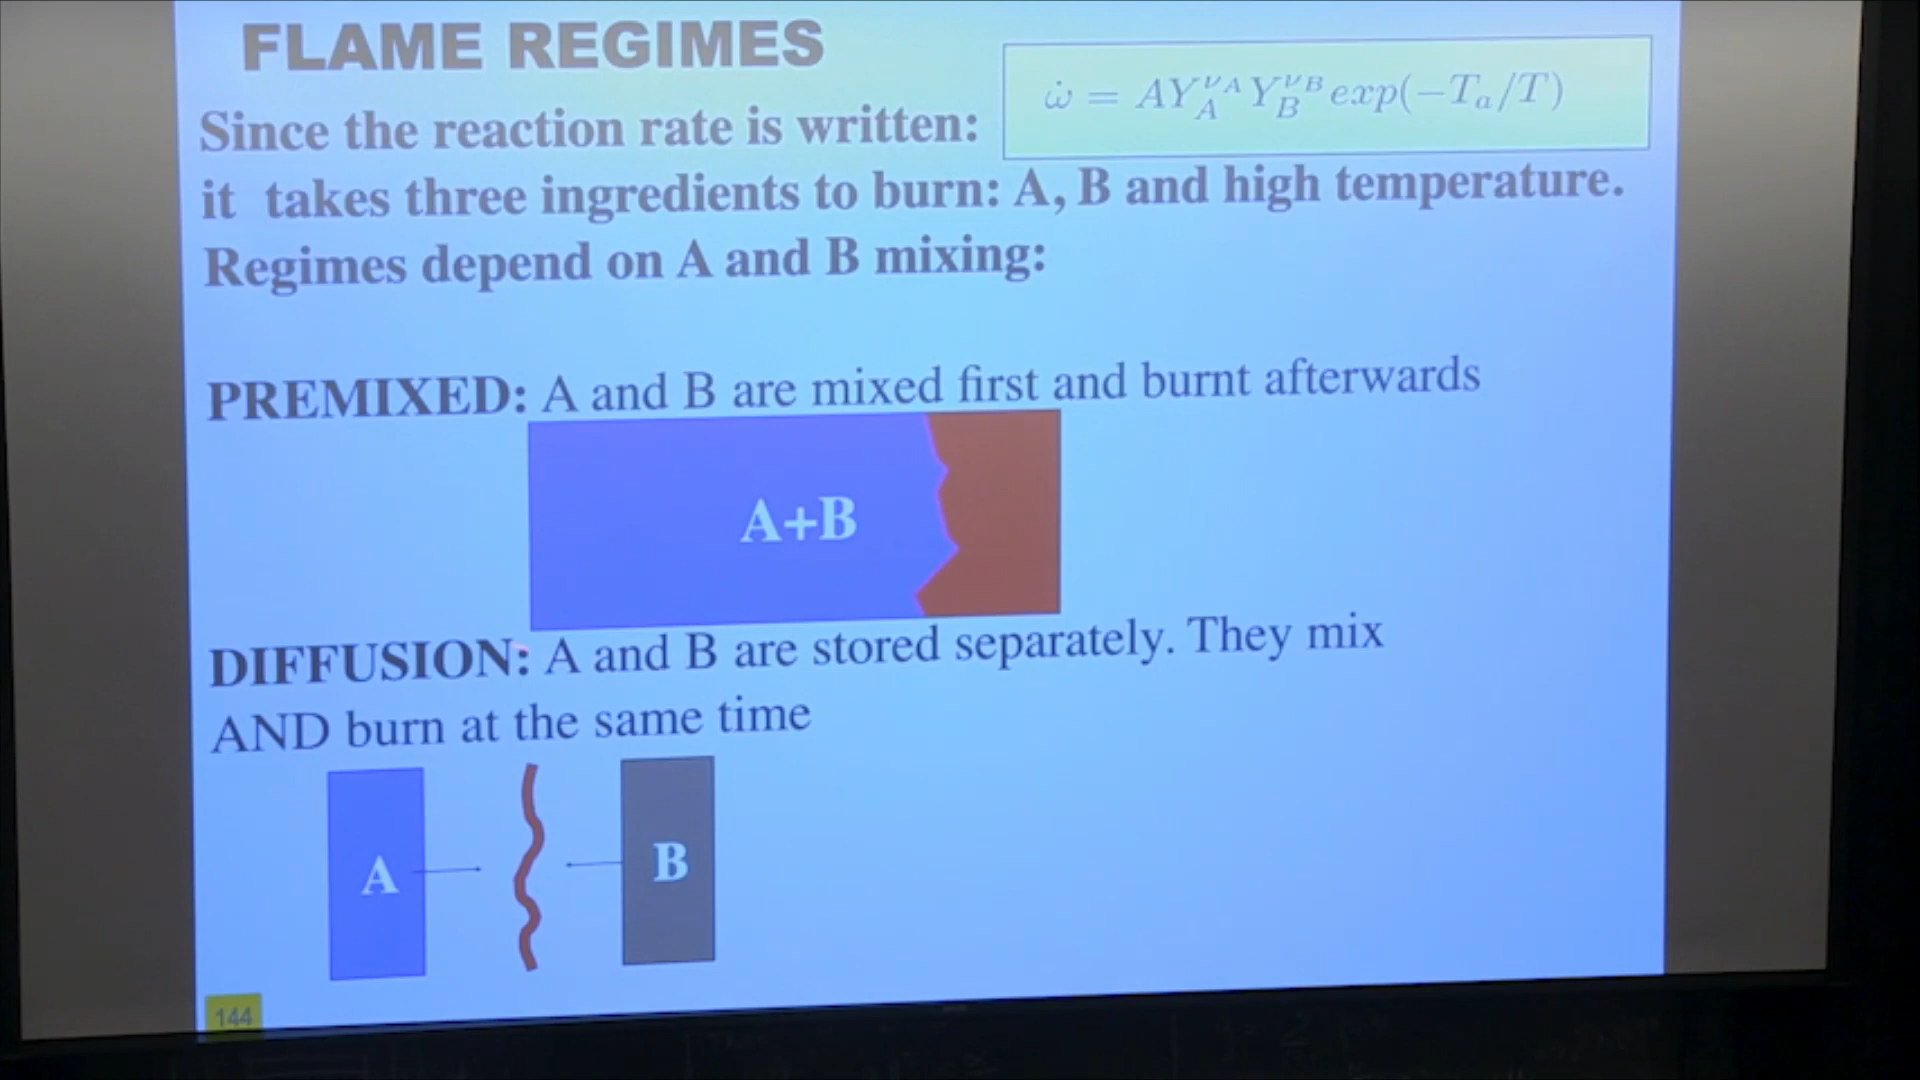 FLAME REGIMES
Since the reaction rate is written:
ω̇ = AY_A^{ν_A} Y_B^{ν_B} exp(−T_a/T)
it takes three ingredients to burn: A, B and high temperature.
Regimes depend on A and B mixing:
PREMIXED: A and B are mixed first and burnt afterwards
A+B
DIFFUSION: A and B are stored separately. They mix
AND burn at the same time
A
B
144